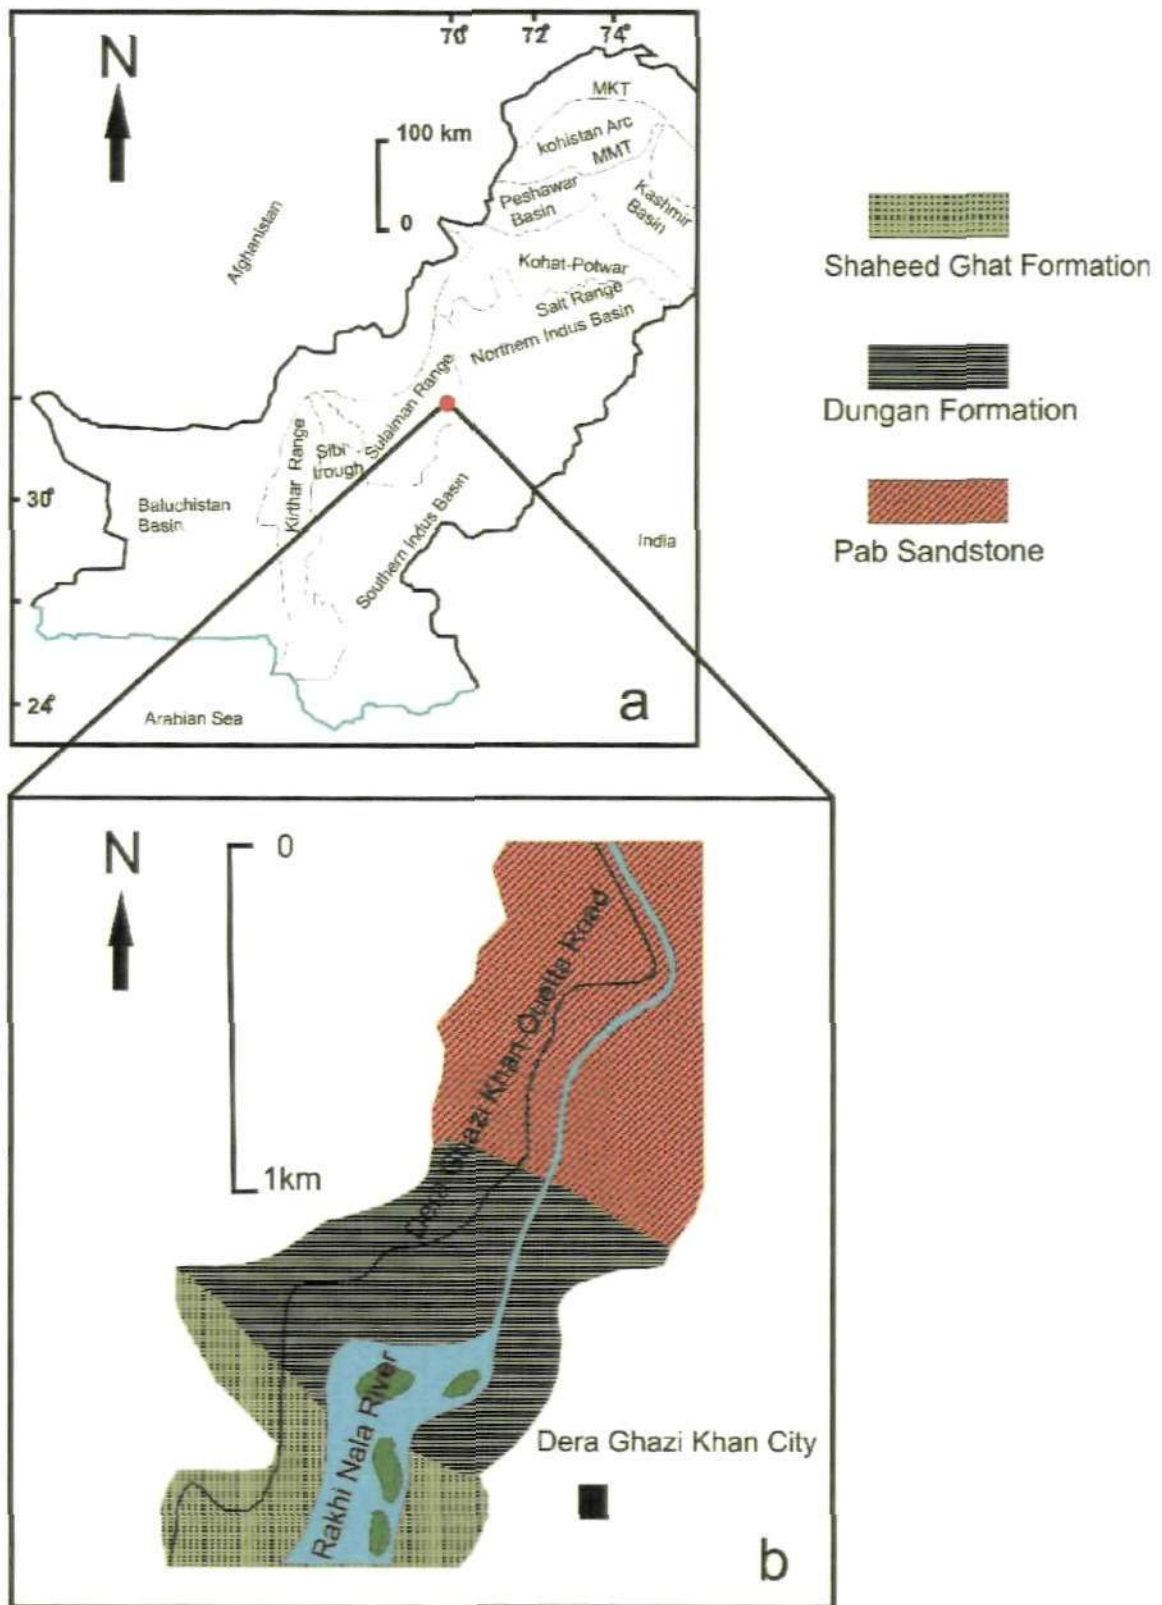 70°
72°
74°
N
100 km
0
MKT
kohistan Arc
MMT
Peshawar
Basin
Kashmir
Basin
Afghanistan
Kohat-Potwar
Salt Range
Northern Indus Basin
Sulaiman Range
Sibi
trough
Kirthar Range
30°
Baluchistan
Basin
Southern Indus Basin
India
24°
Arabian Sea
a
Shaheed Ghat Formation
Dungan Formation
Pab Sandstone
N
0
1km
Dera Ghazi Khan-Quetta Road
Rakhi Nala River
Dera Ghazi Khan City
b